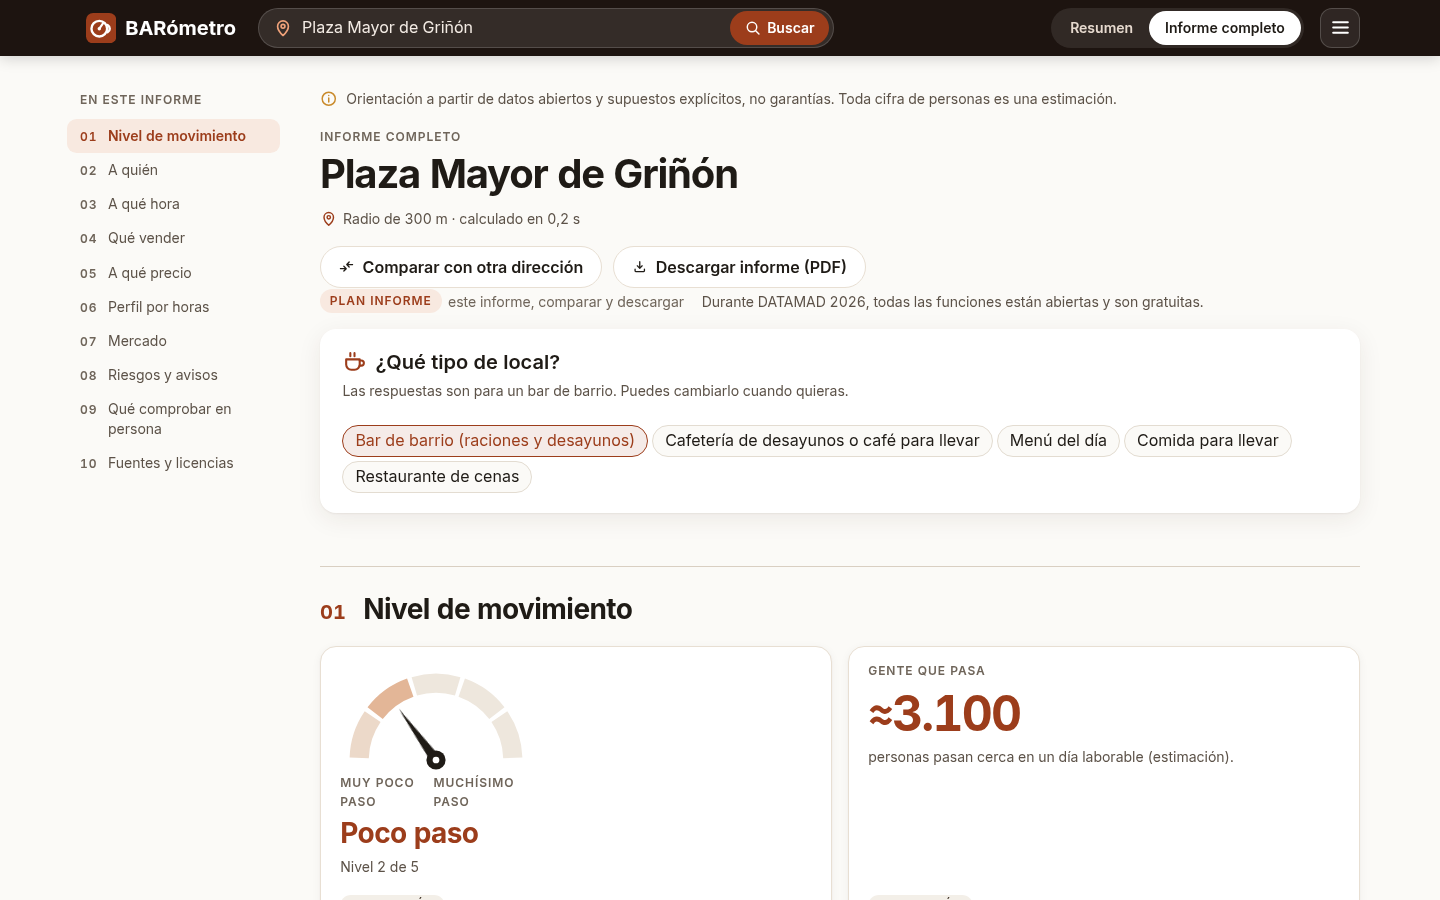 BARómetro
Plaza Mayor de Griñón
Buscar
Resumen
Informe completo
EN ESTE INFORME
01 Nivel de movimiento
02 A quién
03 A qué hora
04 Qué vender
05 A qué precio
06 Perfil por horas
07 Mercado
08 Riesgos y avisos
09 Qué comprobar en
persona
10 Fuentes y licencias
Orientación a partir de datos abiertos y supuestos explícitos, no garantías. Toda cifra de personas es una estimación.
INFORME COMPLETO
Plaza Mayor de Griñón
Radio de 300 m · calculado en 0,2 s
Comparar con otra dirección
Descargar informe (PDF)
PLAN INFORME este informe, comparar y descargar Durante DATAMAD 2026, todas las funciones están abiertas y son gratuitas.
¿Qué tipo de local?
Las respuestas son para un bar de barrio. Puedes cambiarlo cuando quieras.
Bar de barrio (raciones y desayunos)
Cafetería de desayunos o café para llevar
Menú del día
Comida para llevar
Restaurante de cenas
01 Nivel de movimiento
MUY POCO
PASO
MUCHÍSIMO
PASO
Poco paso
Nivel 2 de 5
GENTE QUE PASA
≈3.100
personas pasan cerca en un día laborable (estimación).